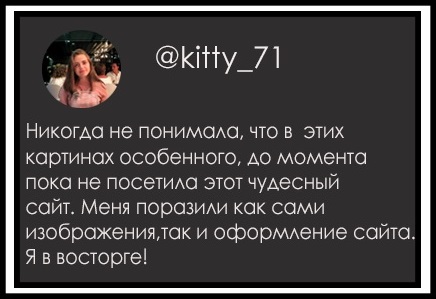 @kitty_71
Никогда не понимала, что в этих
картинах особенного, до момента
пока не посетила этот чудесный
сайт. Меня поразили как сами
изображения,так и оформление сайта.
Я в восторге!